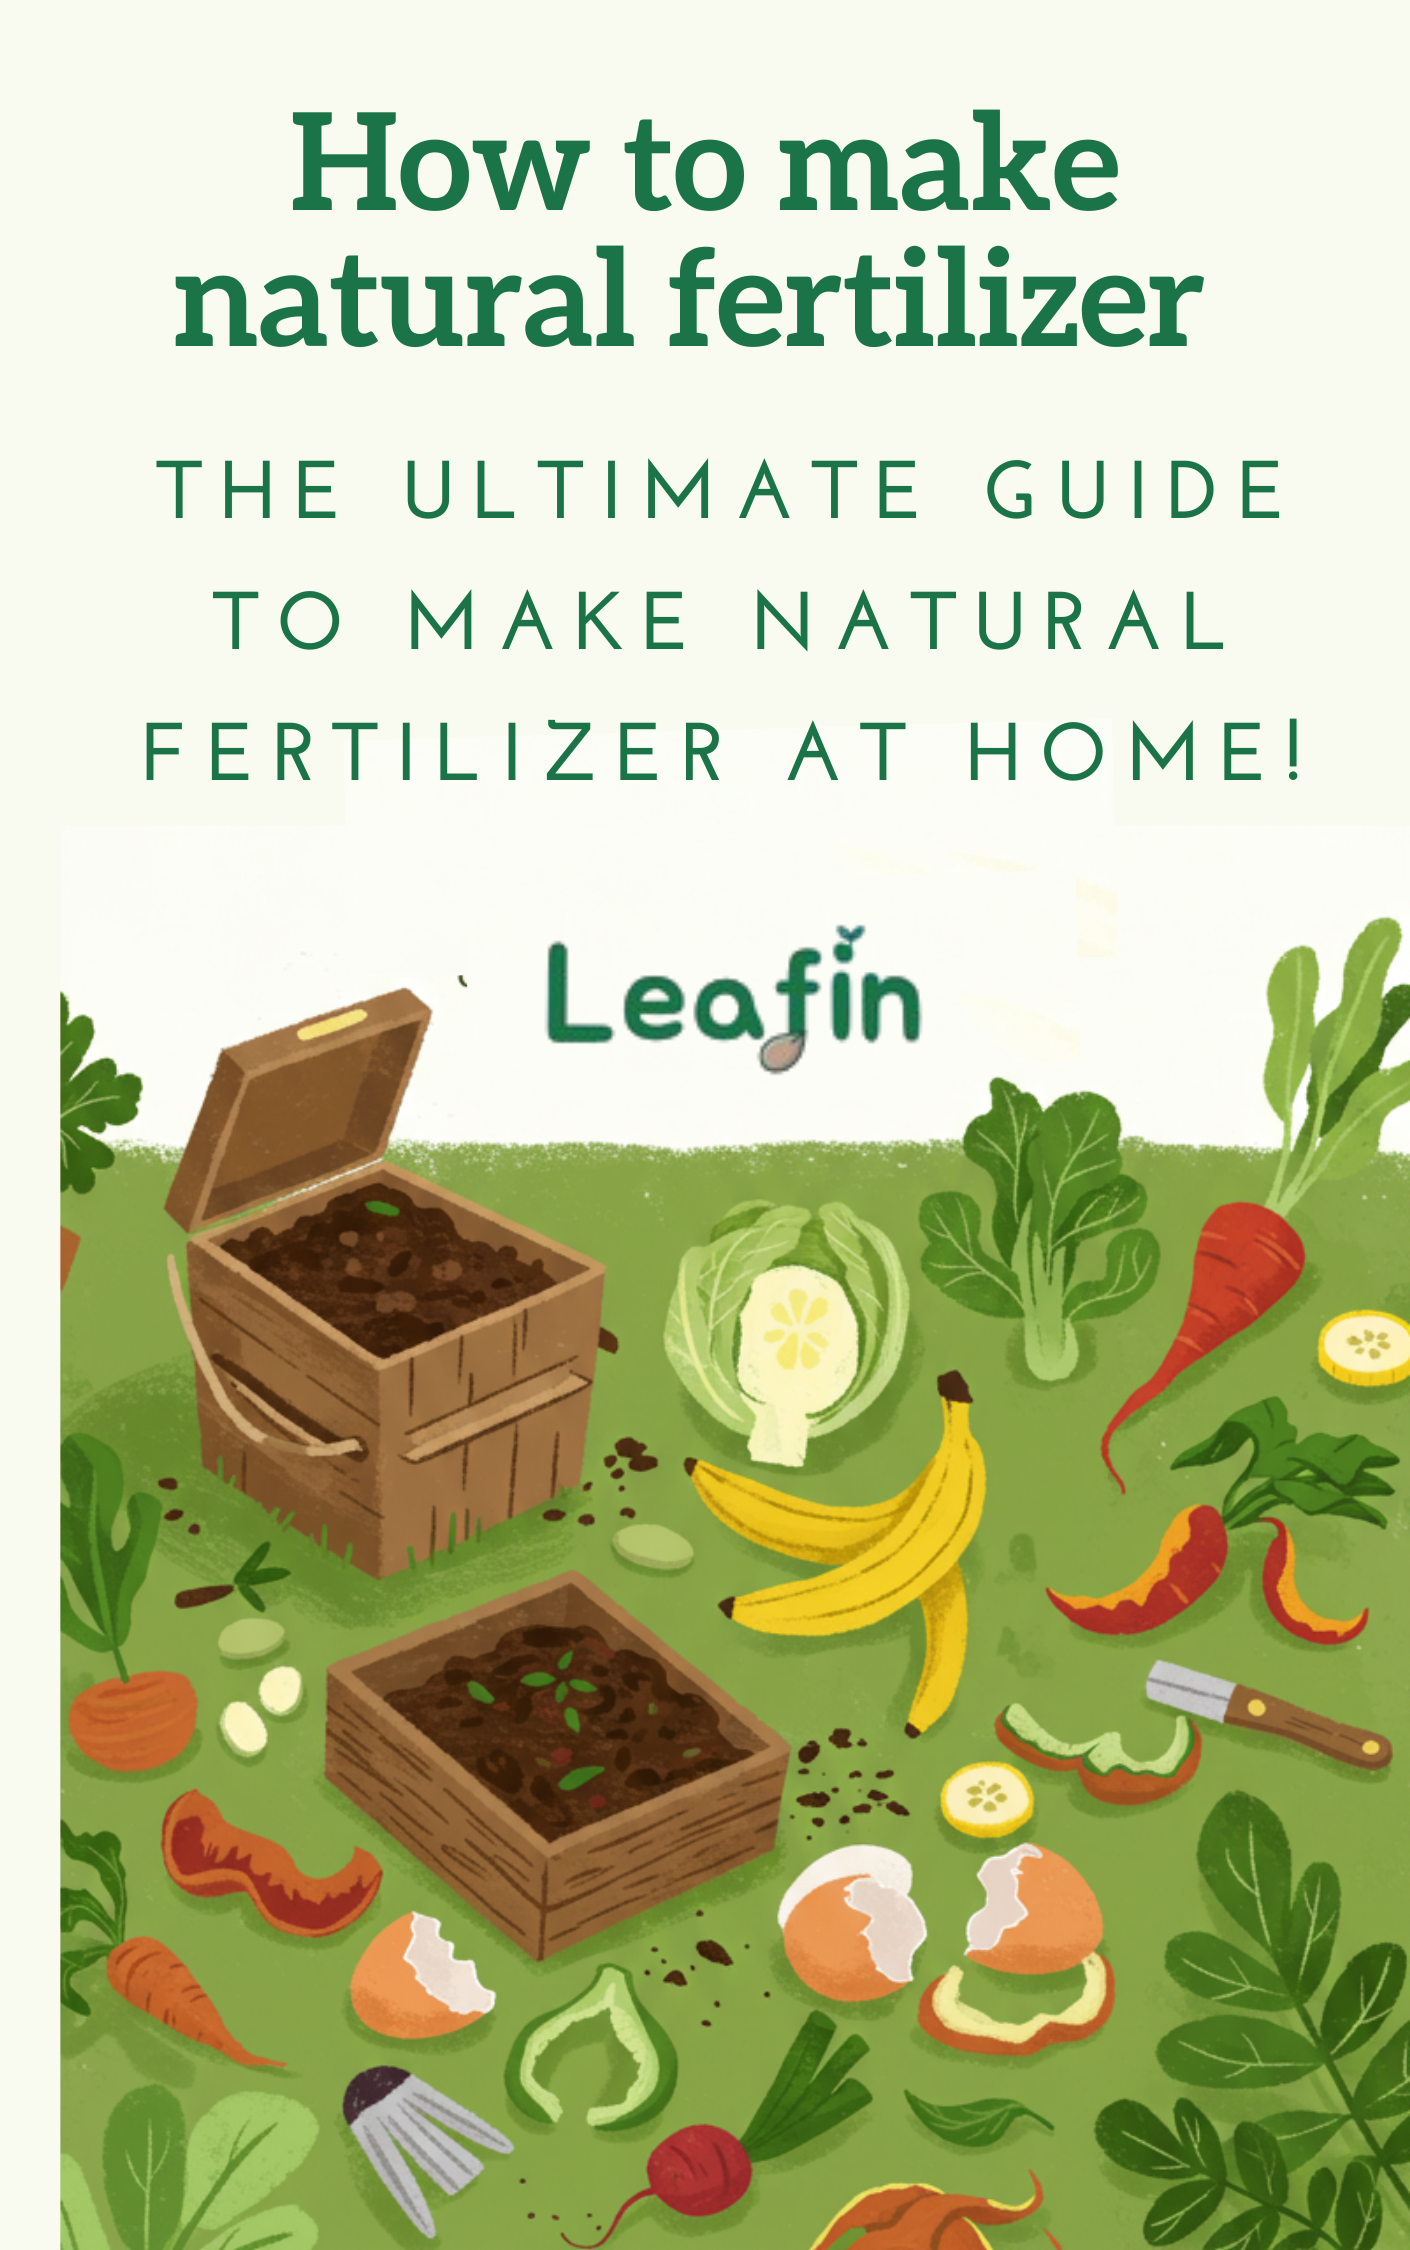 How to make
natural fertilizer
THE ULTIMATE GUIDE
TO MAKE NATURAL
FERTILIZER AT HOME!
Leafin